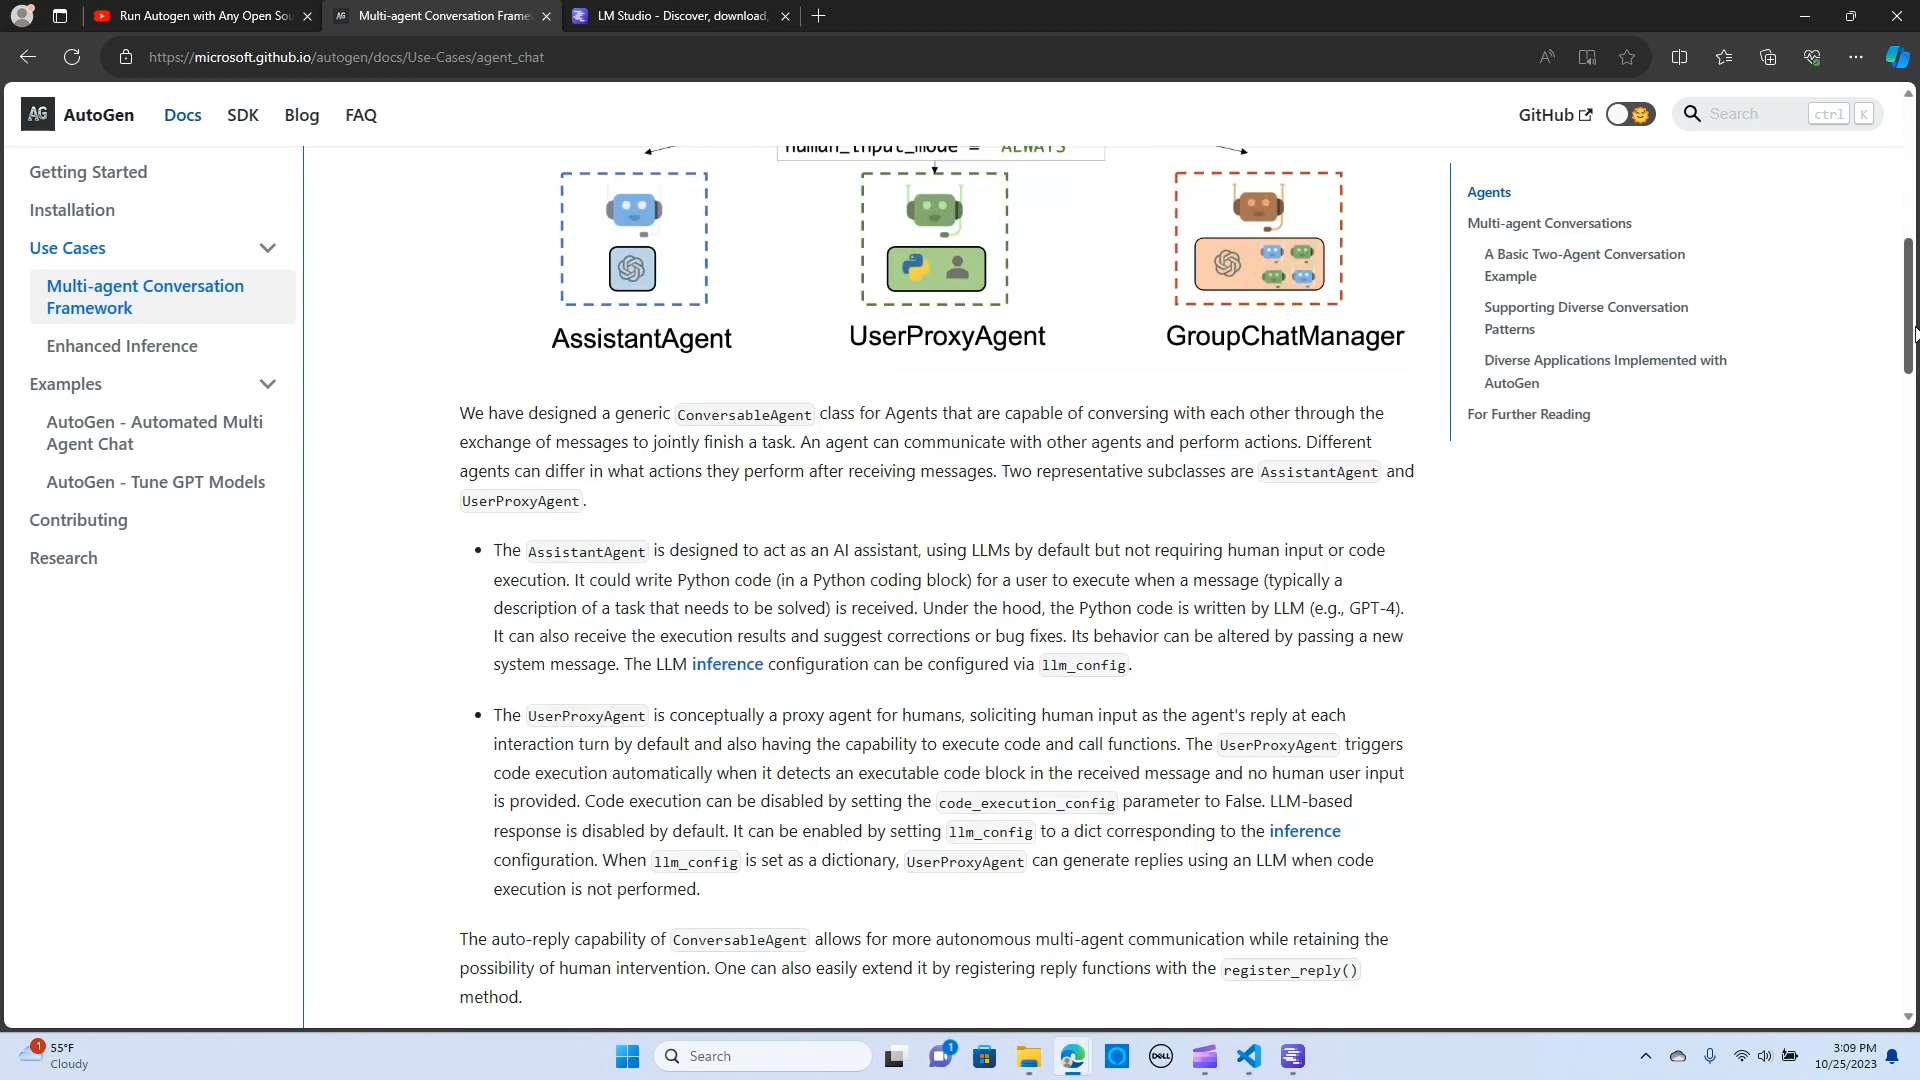 Run Autogen with Any Open Sou
Multi-agent Conversation Frame
LM Studio - Discover, download,
https://microsoft.github.io/autogen/docs/Use-Cases/agent_chat
AG AutoGen Docs SDK Blog FAQ GitHub Search ctrl K
Getting Started
Installation
Use Cases
Multi-agent Conversation
Framework
Enhanced Inference
Examples
AutoGen - Automated Multi
Agent Chat
AutoGen - Tune GPT Models
Contributing
Research
human_input_mode = "ALWAYS"
AssistantAgent UserProxyAgent GroupChatManager
We have designed a generic ConversableAgent class for Agents that are capable of conversing with each other through the
exchange of messages to jointly finish a task. An agent can communicate with other agents and perform actions. Different
agents can differ in what actions they perform after receiving messages. Two representative subclasses are AssistantAgent and
UserProxyAgent.
• The AssistantAgent is designed to act as an AI assistant, using LLMs by default but not requiring human input or code
execution. It could write Python code (in a Python coding block) for a user to execute when a message (typically a
description of a task that needs to be solved) is received. Under the hood, the Python code is written by LLM (e.g., GPT-4).
It can also receive the execution results and suggest corrections or bug fixes. Its behavior can be altered by passing a new
system message. The LLM inference configuration can be configured via llm_config.
• The UserProxyAgent is conceptually a proxy agent for humans, soliciting human input as the agent's reply at each
interaction turn by default and also having the capability to execute code and call functions. The UserProxyAgent triggers
code execution automatically when it detects an executable code block in the received message and no human user input
is provided. Code execution can be disabled by setting the code_execution_config parameter to False. LLM-based
response is disabled by default. It can be enabled by setting llm_config to a dict corresponding to the inference
configuration. When llm_config is set as a dictionary, UserProxyAgent can generate replies using an LLM when code
execution is not performed.
The auto-reply capability of ConversableAgent allows for more autonomous multi-agent communication while retaining the
possibility of human intervention. One can also easily extend it by registering reply functions with the register_reply()
method.
Agents
Multi-agent Conversations
A Basic Two-Agent Conversation
Example
Supporting Diverse Conversation
Patterns
Diverse Applications Implemented with
AutoGen
For Further Reading
1
55°F
Cloudy
Search
1
DELL
3:09 PM
10/25/2023